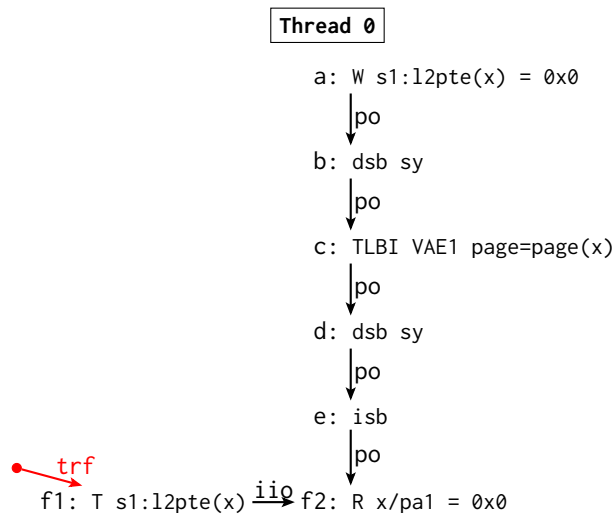 Thread 0
a: W s1:l2pte(x) = 0x0
po
b: dsb sy
po
c: TLBI VAE1 page=page(x)
po
d: dsb sy
po
e: isb
po
trf
f1: T s1:l2pte(x) iio f2: R x/pa1 = 0x0